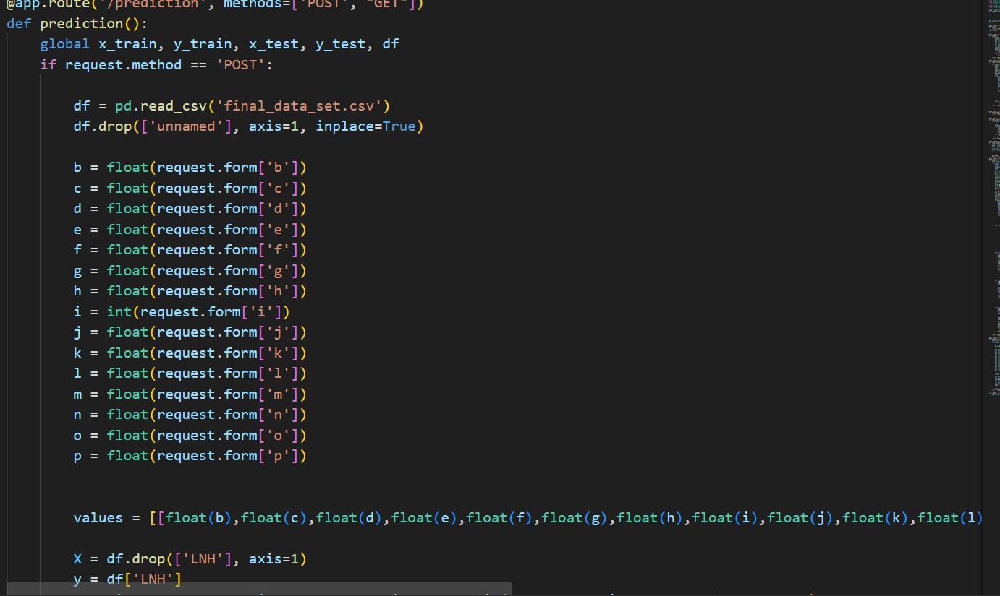 @app.route('/prediction', methods=['POST', "GET"])
def prediction():
    global x_train, y_train, x_test, y_test, df
    if request.method == 'POST':
        df = pd.read_csv('final_data_set.csv')
        df.drop(['unnamed'], axis=1, inplace=True)
        b = float(request.form['b'])
        c = float(request.form['c'])
        d = float(request.form['d'])
        e = float(request.form['e'])
        f = float(request.form['f'])
        g = float(request.form['g'])
        h = float(request.form['h'])
        i = int(request.form['i'])
        j = float(request.form['j'])
        k = float(request.form['k'])
        l = float(request.form['l'])
        m = float(request.form['m'])
        n = float(request.form['n'])
        o = float(request.form['o'])
        p = float(request.form['p'])
        values = [[float(b),float(c),float(d),float(e),float(f),float(g),float(h),float(i),float(j),float(k),float(l)
        X = df.drop(['LNH'], axis=1)
        y = df['LNH']